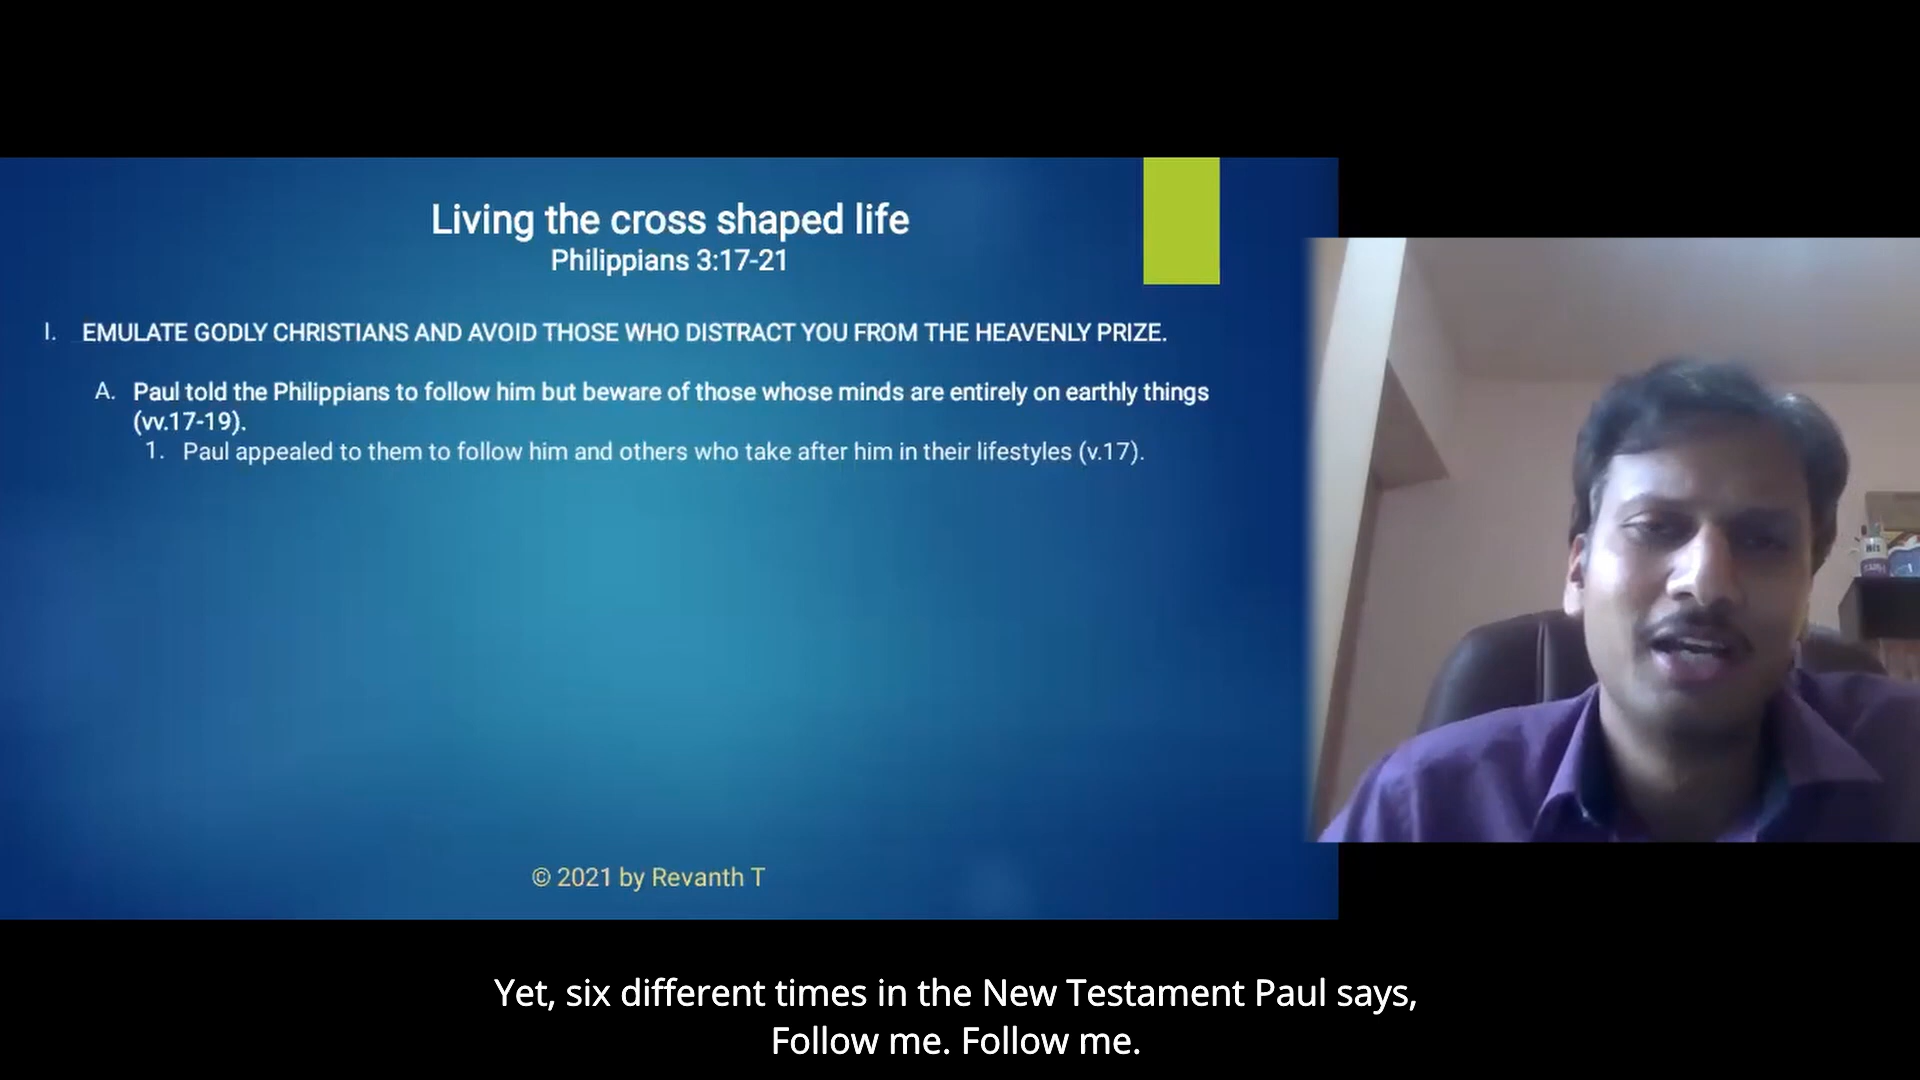 Living the cross shaped life
Philippians 3:17-21
I. EMULATE GODLY CHRISTIANS AND AVOID THOSE WHO DISTRACT YOU FROM THE HEAVENLY PRIZE.
A. Paul told the Philippians to follow him but beware of those whose minds are entirely on earthly things
(vv.17-19).
1. Paul appealed to them to follow him and others who take after him in their lifestyles (v.17).
© 2021 by Revanth T
Yet, six different times in the New Testament Paul says,
Follow me. Follow me.